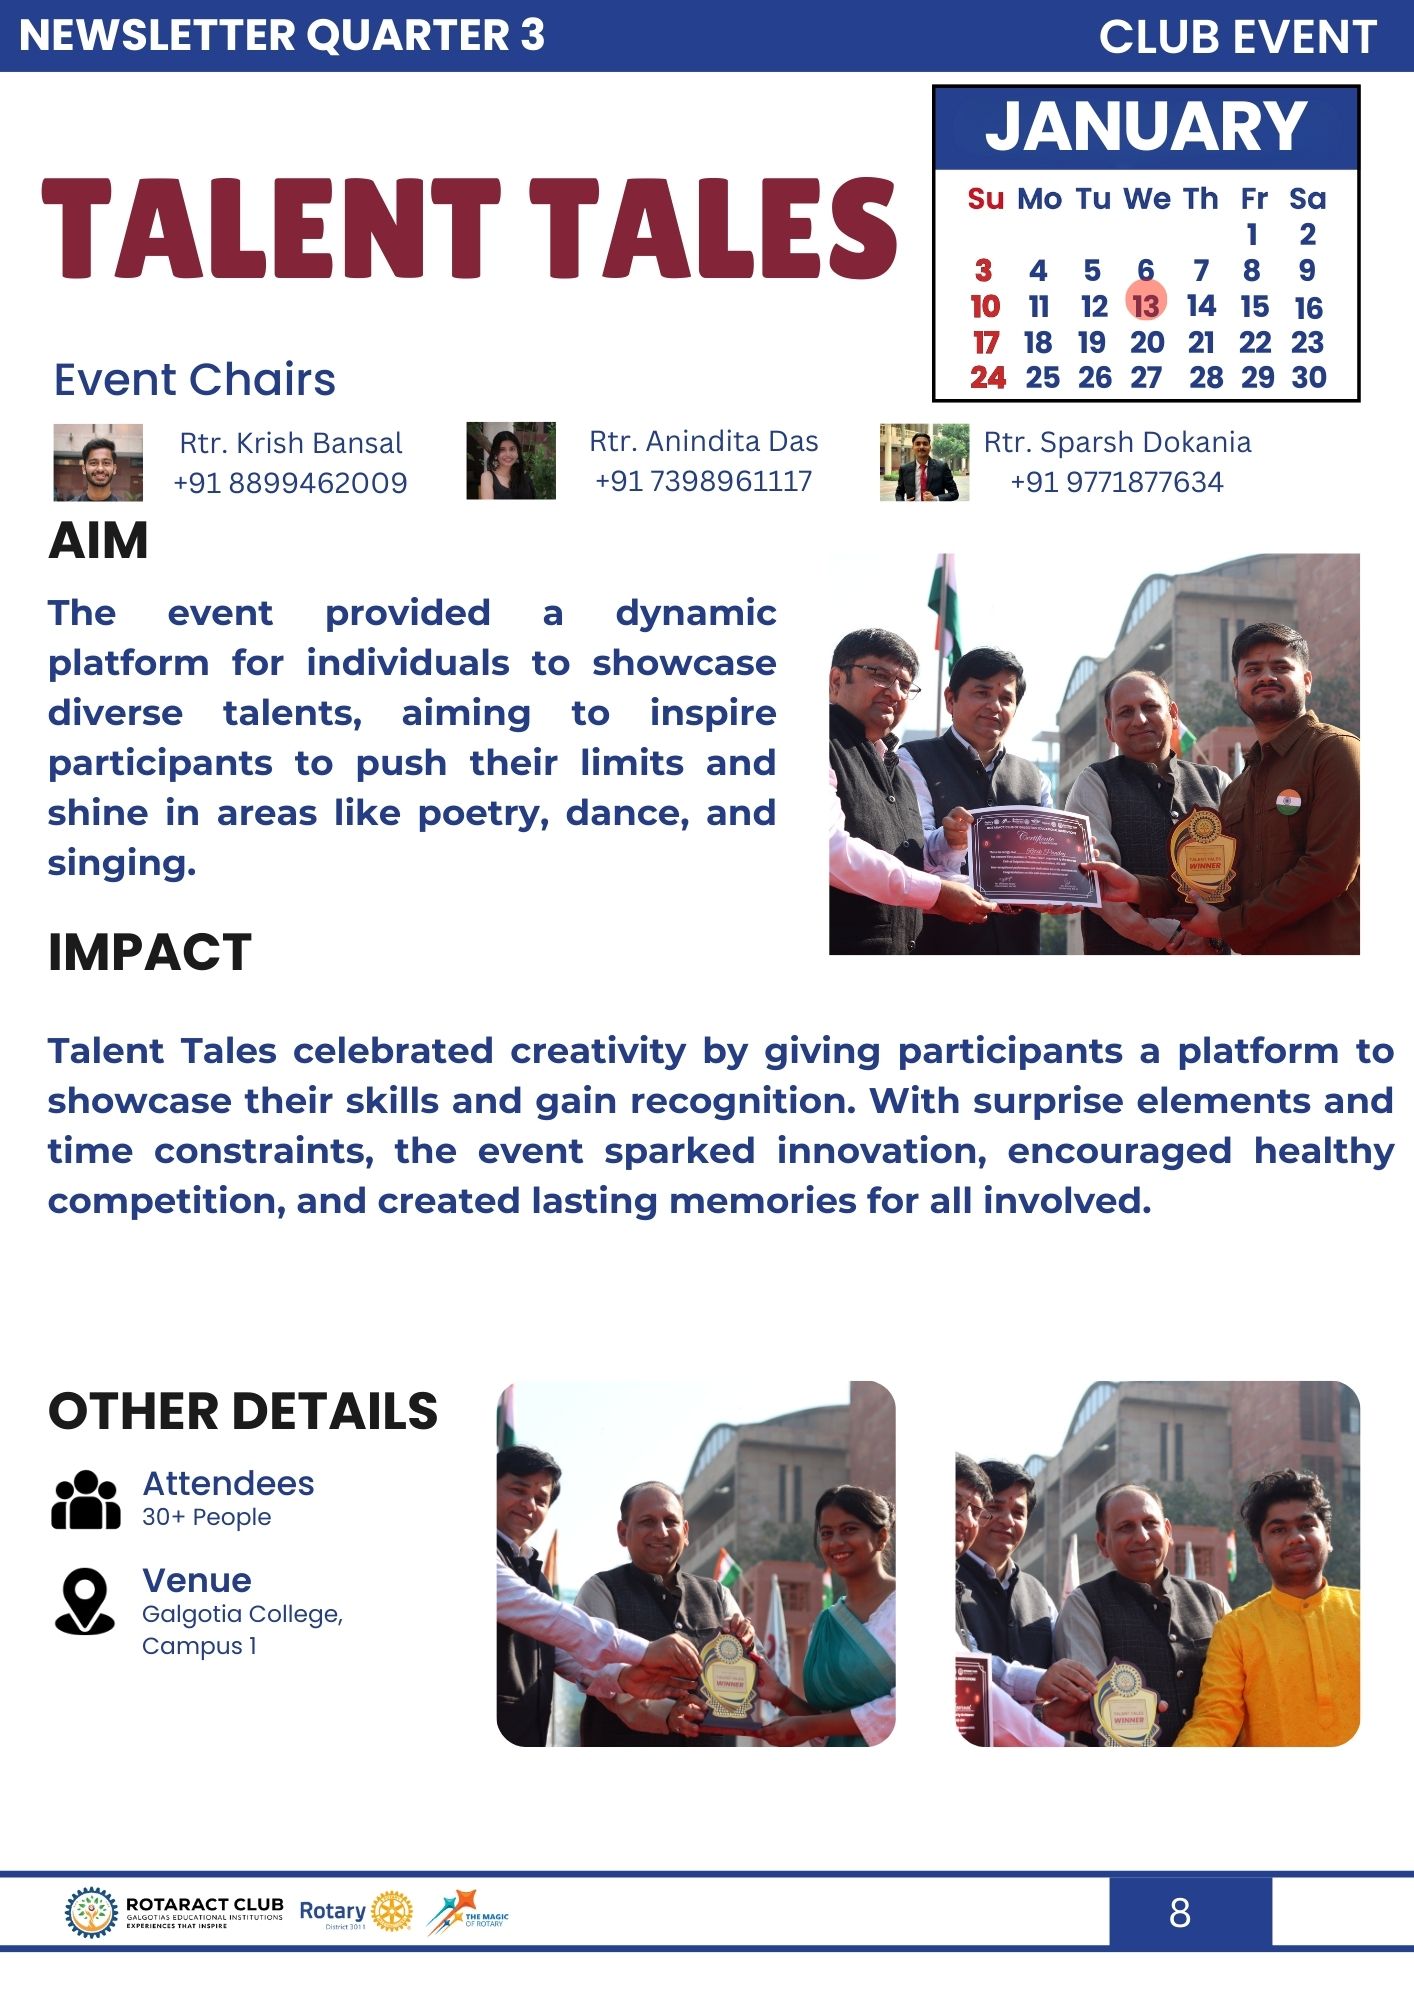 NEWSLETTER QUARTER 3
CLUB EVENT
JANUARY
Su Mo Tu We Th Fr Sa
1 2
3 4 5 6 7 8 9
10 11 12 13 14 15 16
17 18 19 20 21 22 23
24 25 26 27 28 29 30
TALENT TALES
Event Chairs
Rtr. Krish Bansal
+91 8899462009
Rtr. Anindita Das
+91 7398961117
Rtr. Sparsh Dokania
+91 9771877634
AIM
The event provided a dynamic
platform for individuals to showcase
diverse talents, aiming to inspire
participants to push their limits and
shine in areas like poetry, dance, and
singing.
Certificate
TALENT TALES
WINNER
IMPACT
Talent Tales celebrated creativity by giving participants a platform to
showcase their skills and gain recognition. With surprise elements and
time constraints, the event sparked innovation, encouraged healthy
competition, and created lasting memories for all involved.
OTHER DETAILS
Attendees
30+ People
Venue
Galgotia College,
Campus 1
WINNER
TALENT TALES
WINNER
ROTARACT CLUB
GALGOTIAS EDUCATIONAL INSTITUTIONS
EXPERIENCES THAT INSPIRE
Rotary
District 3011
THE MAGIC
OF ROTARY
8